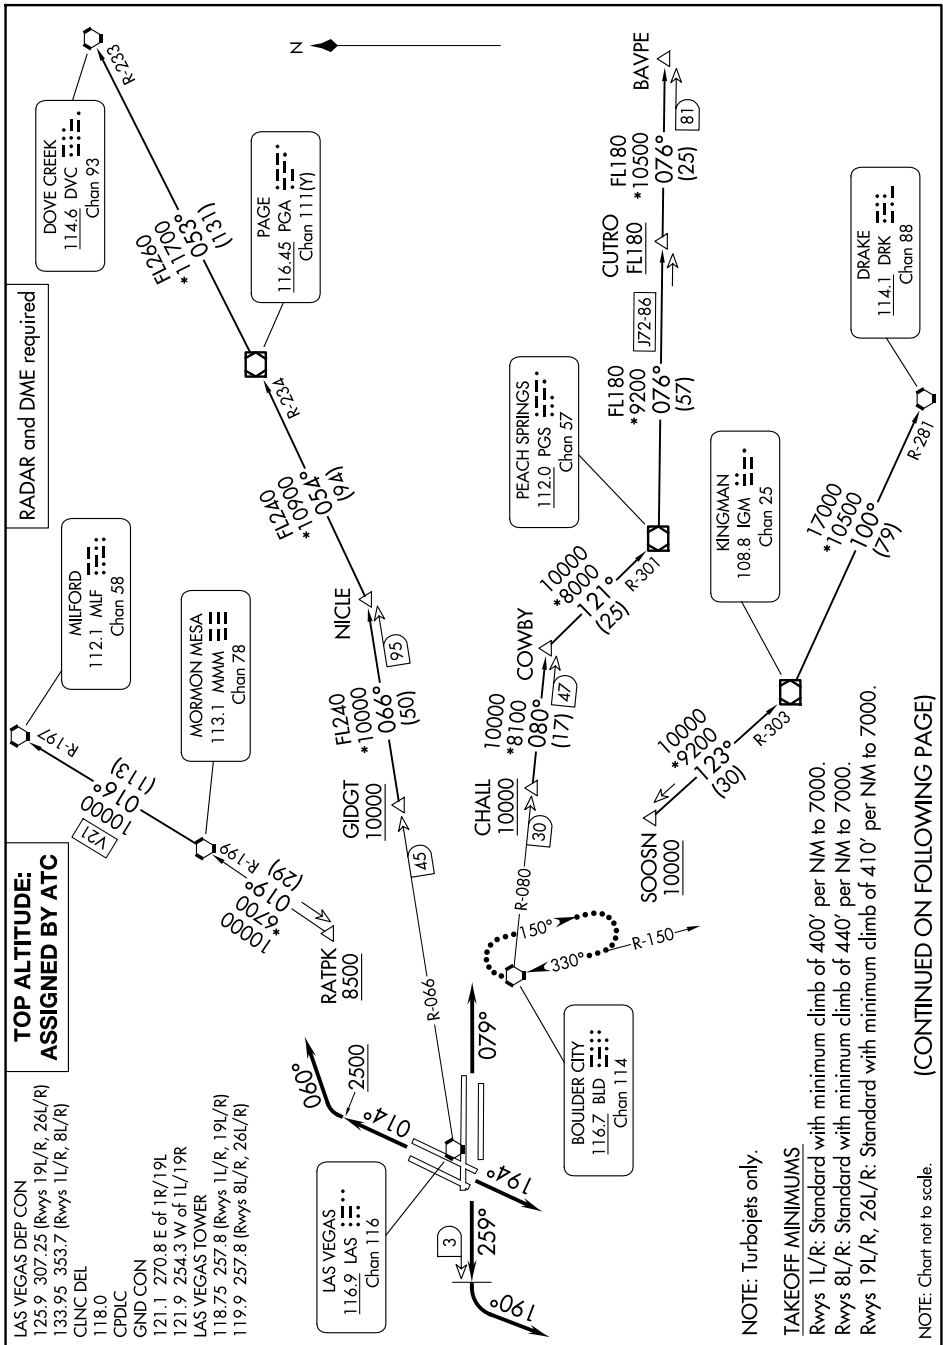 LAS VEGAS DEP CON
125.9 307.25 (Rwys 19L/R, 26L/R)
133.95 353.7 (Rwys 1L/R, 8L/R)
CLNC DEL
118.0
CPDLC
GND CON
121.1 270.8 E of 1R/19L
121.9 254.3 W of 1L/19R
LAS VEGAS TOWER
118.75 257.8 (Rwys 1L/R, 19L/R)
119.9 257.8 (Rwys 8L/R, 26L/R)
TOP ALTITUDE:
ASSIGNED BY ATC
RADAR and DME required
MILFORD
112.1 MLF
Chan 58
R-197
(113)
016°
10000
V21
MORMON MESA
113.1 MMM
Chan 78
R-199
(29)
019°
*6700
10000
RATPK
8500
DOVE CREEK
114.6 DVC
Chan 93
R-233
FL260
*11700
053°
(131)
PAGE
116.45 PGA
Chan 111(Y)
R-234
FL240
*10900
054°
(94)
N
NICLE
95
FL240
*10000
066°
(50)
GIDGT
10000
45
R-066
060°
2500
014°
LAS VEGAS
116.9 LAS
Chan 116
194°
079°
3
259°
190°
BAVPE
81
FL180
*10500
076°
(25)
CUTRO
FL180
J72-86
FL180
*9200
076°
(57)
PEACH SPRINGS
112.0 PGS
Chan 57
R-301
10000
*8000
121°
(25)
COWBY
47
10000
*8100
080°
(17)
CHALL
10000
30
R-080
150°
330°
R-150
BOULDER CITY
116.7 BLD
Chan 114
DRAKE
114.1 DRK
Chan 88
R-281
17000
*10500
100°
(79)
KINGMAN
108.8 IGM
Chan 25
R-303
10000
*9200
123°
(30)
SOOSN
10000
NOTE: Turbojets only.
TAKEOFF MINIMUMS
Rwys 1L/R: Standard with minimum climb of 400' per NM to 7000.
Rwys 8L/R: Standard with minimum climb of 440' per NM to 7000.
Rwys 19L/R, 26L/R: Standard with minimum climb of 410' per NM to 7000.
NOTE: Chart not to scale.
(CONTINUED ON FOLLOWING PAGE)